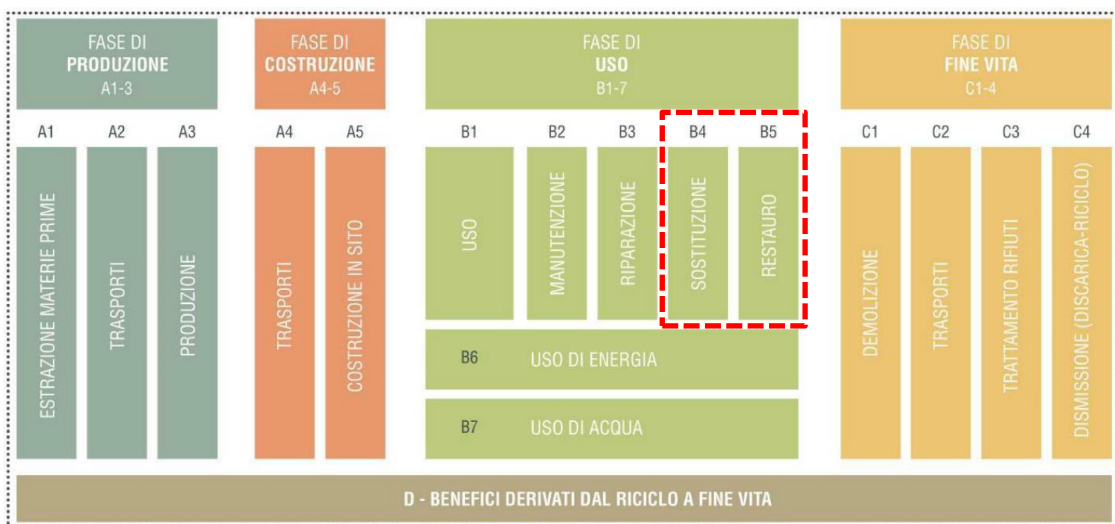 FASE DI
PRODUZIONE
A1-3
FASE DI
COSTRUZIONE
A4-5
FASE DI
USO
B1-7
FASE DI
FINE VITA
C1-4
A1
A2
A3
A4
A5
B1
B2
B3
B4
B5
C1
C2
C3
C4
ESTRAZIONE MATERIE PRIME
TRASPORTI
PRODUZIONE
TRASPORTI
COSTRUZIONE IN SITO
USO
MANUTENZIONE
RIPARAZIONE
SOSTITUZIONE
RESTAURO
DEMOLIZIONE
TRASPORTI
TRATTAMENTO RIFIUTI
DISMISSIONE (DISCARICA-RICICLO)
B6 USO DI ENERGIA
B7 USO DI ACQUA
D - BENEFICI DERIVATI DAL RICICLO A FINE VITA